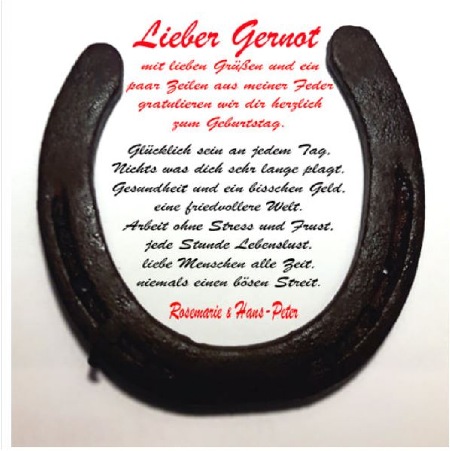 Lieber Gernot
mit lieben Grüßen und ein
paar Zeilen aus meiner Feder
gratulieren wir dir herzlich
zum Geburtstag.
Glücklich sein an jedem Tag.
Nichts was dich sehr lange plagt.
Gesundheit und ein bisschen Geld.
eine friedvollere Welt.
Arbeit ohne Stress und Frust.
jede Stunde Lebenslust.
liebe Menschen alle Zeit.
niemals einen bösen Streit.
Rosemarie & Hans-Peter